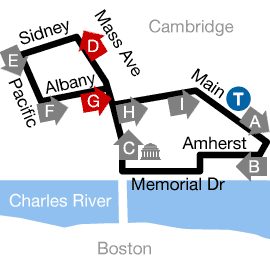 Cambridge
Sidney
Mass Ave
D
E
Albany
Main
Pacific
G
T
F
H
I
A
C
Amherst
B
Memorial Dr
Charles River
Boston